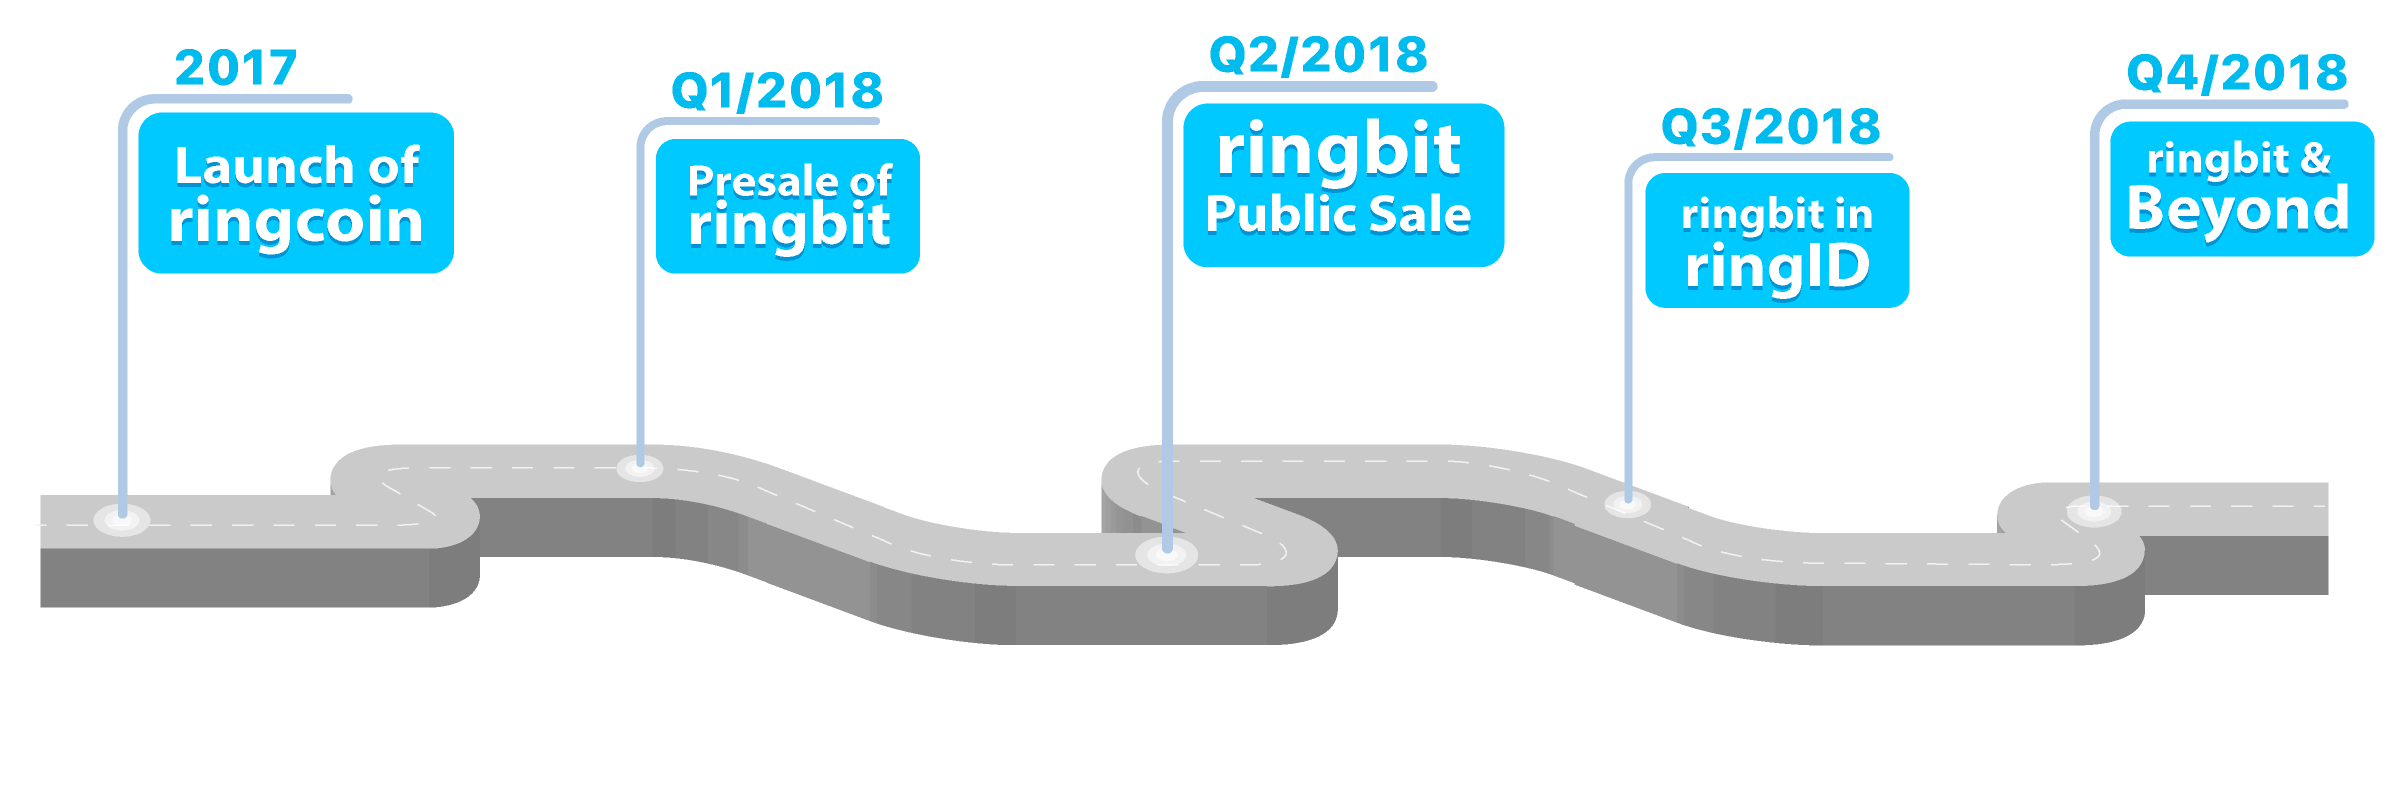 2017
Launch of
ringcoin
Q1/2018
Presale of
ringbit
Q2/2018
ringbit
Public Sale
Q3/2018
ringbit in
ringID
Q4/2018
ringbit &
Beyond